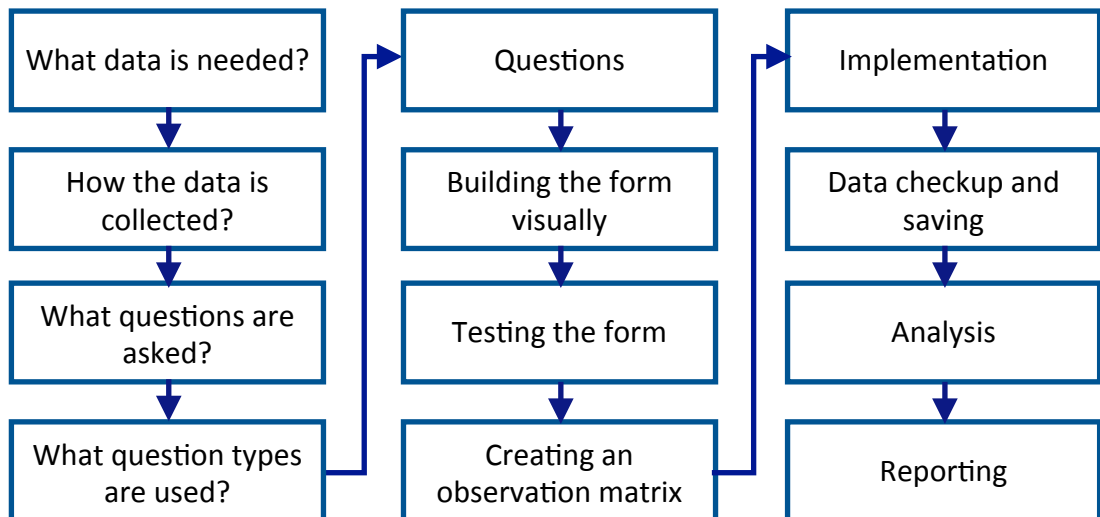 What data is needed?
How the data is
collected?
What questions are
asked?
What question types
are used?
Questions
Building the form
visually
Testing the form
Creating an
observation matrix
Implementation
Data checkup and
saving
Analysis
Reporting